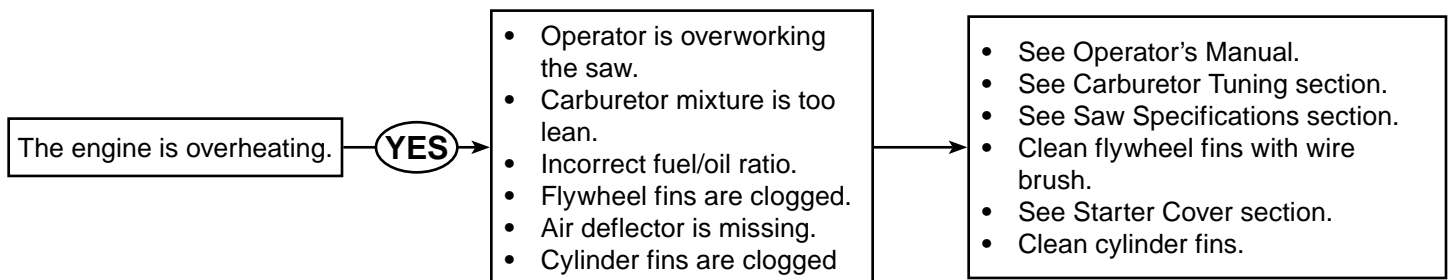 The engine is overheating.
YES
• Operator is overworking
the saw.
• Carburetor mixture is too
lean.
• Incorrect fuel/oil ratio.
• Flywheel fins are clogged.
• Air deflector is missing.
• Cylinder fins are clogged
• See Operator’s Manual.
• See Carburetor Tuning section.
• See Saw Specifications section.
• Clean flywheel fins with wire
brush.
• See Starter Cover section.
• Clean cylinder fins.